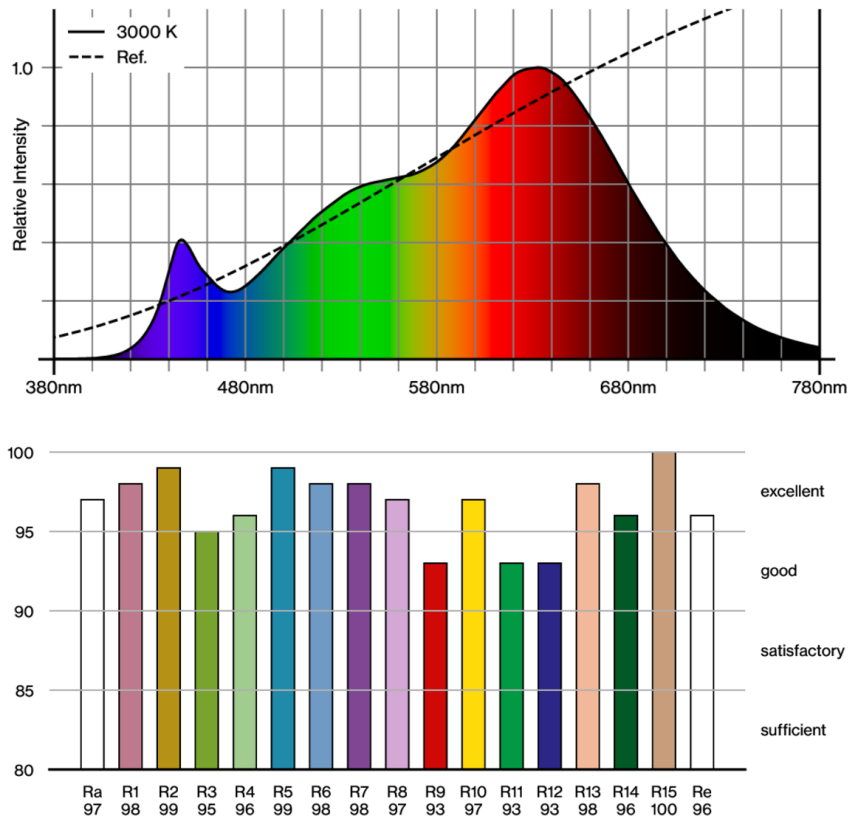 3000 K
Ref.
1.0
Relative Intensity
380nm 480nm 580nm 680nm 780nm
100
excellent
95
good
90
satisfactory
85
sufficient
80
Ra R1 R2 R3 R4 R5 R6 R7 R8 R9 R10 R11 R12 R13 R14 R15 Re
97 98 99 95 96 99 98 98 97 93 97 93 93 98 96 100 96